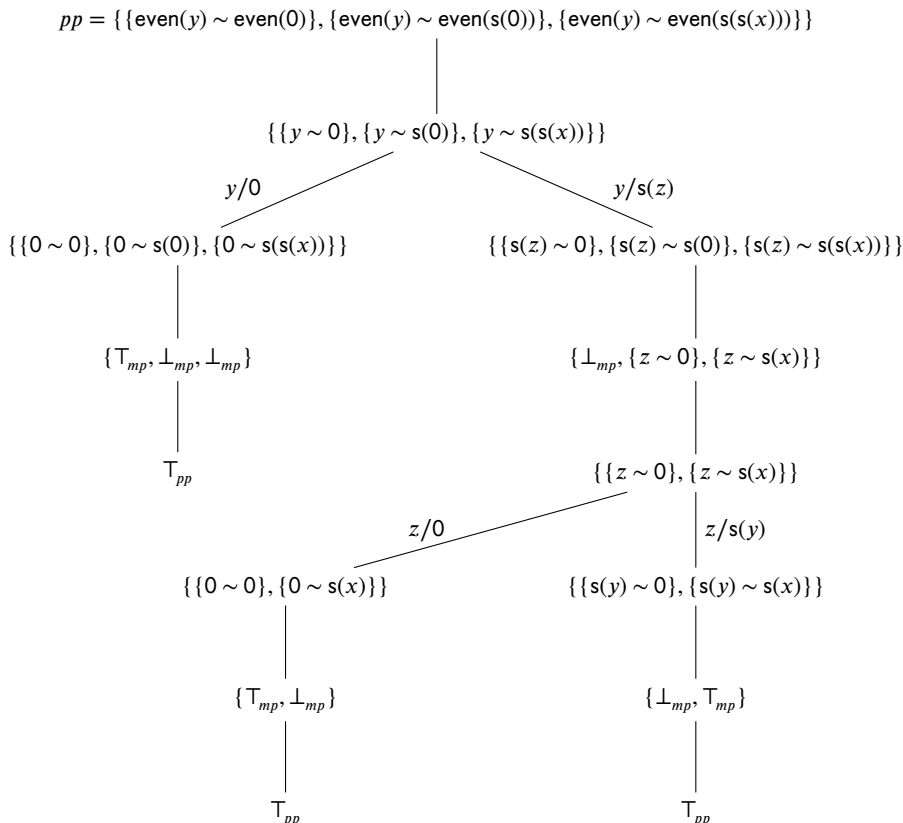 pp = {{even(y) ∼ even(0)}, {even(y) ∼ even(s(0))}, {even(y) ∼ even(s(s(x)))}}
{{y ∼ 0}, {y ∼ s(0)}, {y ∼ s(s(x))}}
y/0 y/s(z)
{{0 ∼ 0}, {0 ∼ s(0)}, {0 ∼ s(s(x))}} {{s(z) ∼ 0}, {s(z) ∼ s(0)}, {s(z) ∼ s(s(x))}}
{⊤mp, ⊥mp, ⊥mp} {⊥mp, {z ∼ 0}, {z ∼ s(x)}}
⊤pp {{z ∼ 0}, {z ∼ s(x)}}
z/0 z/s(y)
{{0 ∼ 0}, {0 ∼ s(x)}} {{s(y) ∼ 0}, {s(y) ∼ s(x)}}
{⊤mp, ⊥mp} {⊥mp, ⊤mp}
⊤pp ⊤pp